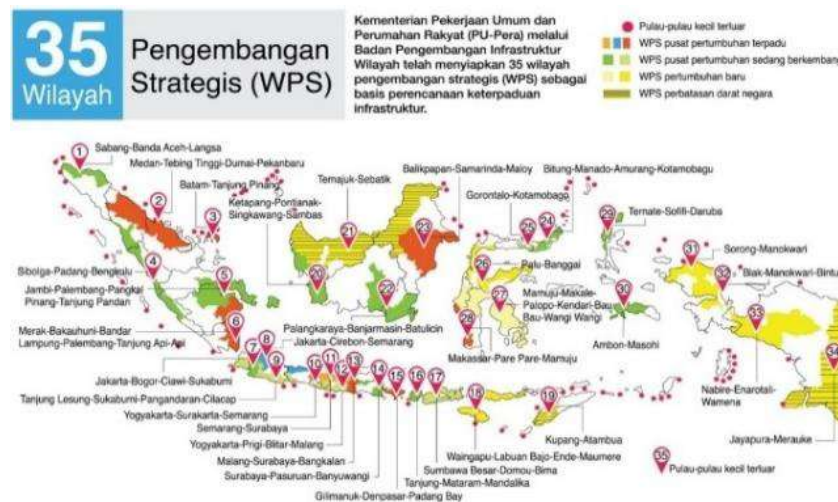 35
Wilayah
Pengembangan
Strategis (WPS)
Kementerian Pekerjaan Umum dan
Perumahan Rakyat (PU-Pera) melalui
Badan Pengembangan Infrastruktur
Wilayah telah menyiapkan 35 wilayah
pengembangan strategis (WPS) sebagai
basis perencanaan keterpaduan
infrastruktur.
Pulau-pulau kecil terluar
WPS pusat pertumbuhan terpadu
WPS pusat pertumbuhan sedang berkembang
WPS pertumbuhan baru
WPS perbatasan darat negara
1
Sabang-Banda Aceh-Langsa
2
Medan-Tebing Tinggi-Dumai-Pekanbaru
3
Batam-Tanjung Pinang
Ketapang-Pontianak-
Singkawang-Sambas
Temajuk-Sebatik
Balikpapan-Samarinda-Maloy
Bitung-Manado-Amurang-Kotamobagu
Gorontalo-Kotamobago
Ternate-Sofifi-Daruba
Sorong-Manokwari
Biak-Manokwari-Bintuni
4
Sibolga-Padang-Bengkulu
5
Jambi-Palembang-Pangkal
Pinang-Tanjung Pandan
6
Merak-Bakauhuni-Bandar
Lampung-Palembang-Tanjung Api-Api
20
21
22
23
24
25
26
27
28
29
30
31
32
33
34
Palangkaraya-Banjarmasin-Batulicin
Jakarta-Cirebon-Semarang
Palu-Banggai
Mamuju-Makale-
Palopo-Kendari-Bau
Bau-Wangi Wangi
Makassar-Pare Pare-Mamuju
Ambon-Masohi
Nabire-Enarotali-
Wamena
Jayapura-Merauke
7
8
9
10
11
12
13
14
15
16
17
18
19
Jakarta-Bogor-Ciawi-Sukabumi
Tanjung Lesung-Sukabumi-Pangandaran-Cilacap
Yogyakarta-Surakarta-Semarang
Semarang-Surabaya
Yogyakarta-Prigi-Blitar-Malang
Malang-Surabaya-Bangkalan
Surabaya-Pasuruan-Banyuwangi
Gilimanuk-Denpasar-Padang Bay
Tanjung-Mataram-Mandalika
Sumbawa Besar-Domou-Bima
Waingapu-Labuan Bajo-Ende-Maumere
Kupang-Atambua
35
Pulau-pulau kecil terluar